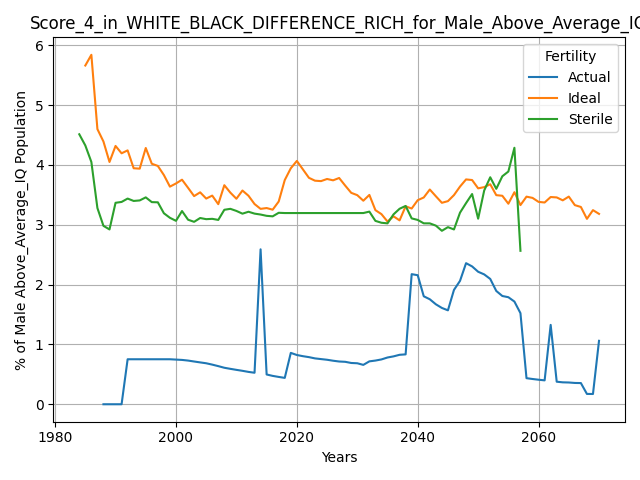 Score_4_in_WHITE_BLACK_DIFFERENCE_RICH_for_Male_Above_Average_IQ
% of Male Above_Average_IQ Population
6
5
4
3
2
1
0
Fertility
Actual
Ideal
Sterile
1980 2000 2020 2040 2060
Years